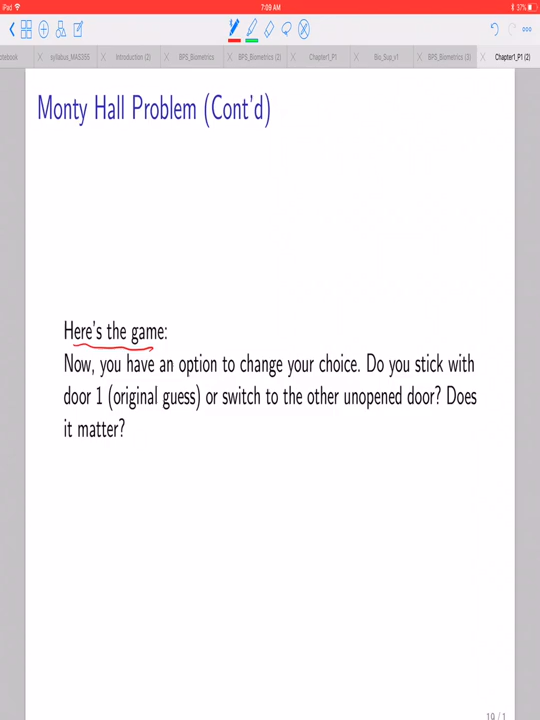 iPad
7:09 AM
37%
otebook
syllabus_MAS355
Introduction (2)
BPS_Biometrics
BPS_Biometrics (2)
Chapter1_P1
Bio_Sup_v1
BPS_Biometrics (3)
Chapter1_P1 (2)
Monty Hall Problem (Cont'd)
Here's the game:
Now, you have an option to change your choice. Do you stick with
door 1 (original guess) or switch to the other unopened door? Does
it matter?
19 / 1